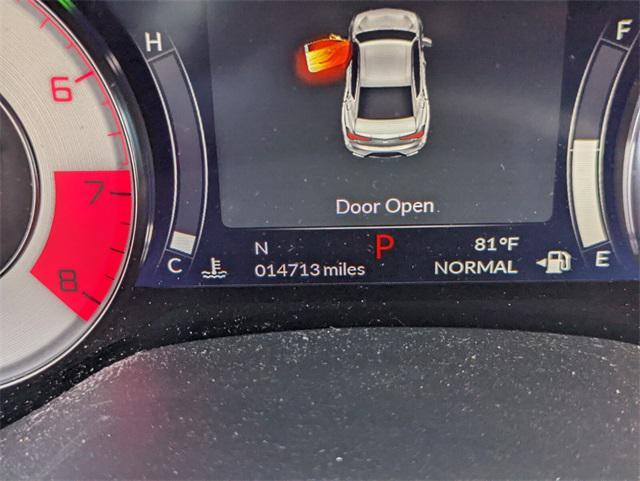 H
F
6
7
8
Door Open
C
N
P
81°F
E
014713 miles
NORMAL